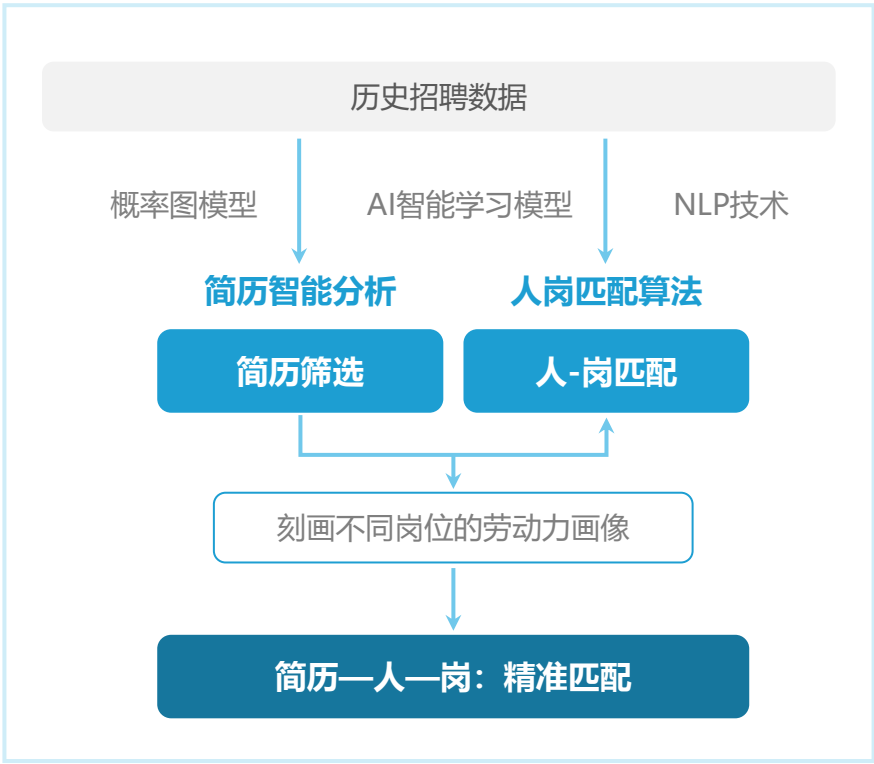 历史招聘数据
概率图模型
AI智能学习模型
NLP技术
简历智能分析
人岗匹配算法
简历筛选
人-岗匹配
刻画不同岗位的劳动力画像
简历—人—岗：精准匹配